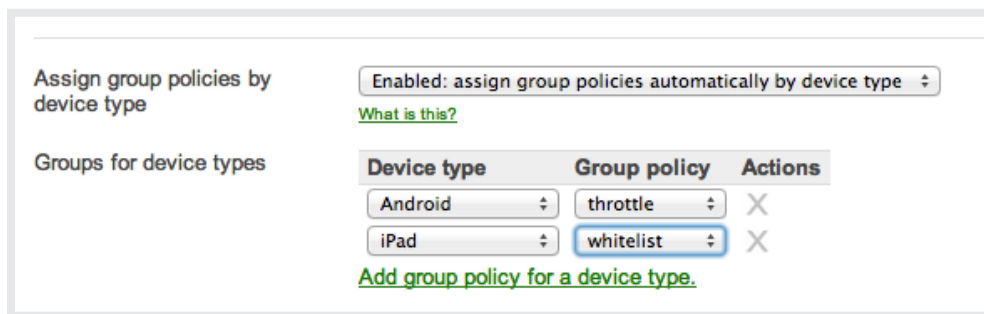 Assign group policies by device type
Enabled: assign group policies automatically by device type
What is this?
Groups for device types
Device type Group policy Actions
Android throttle X
iPad whitelist X
Add group policy for a device type.